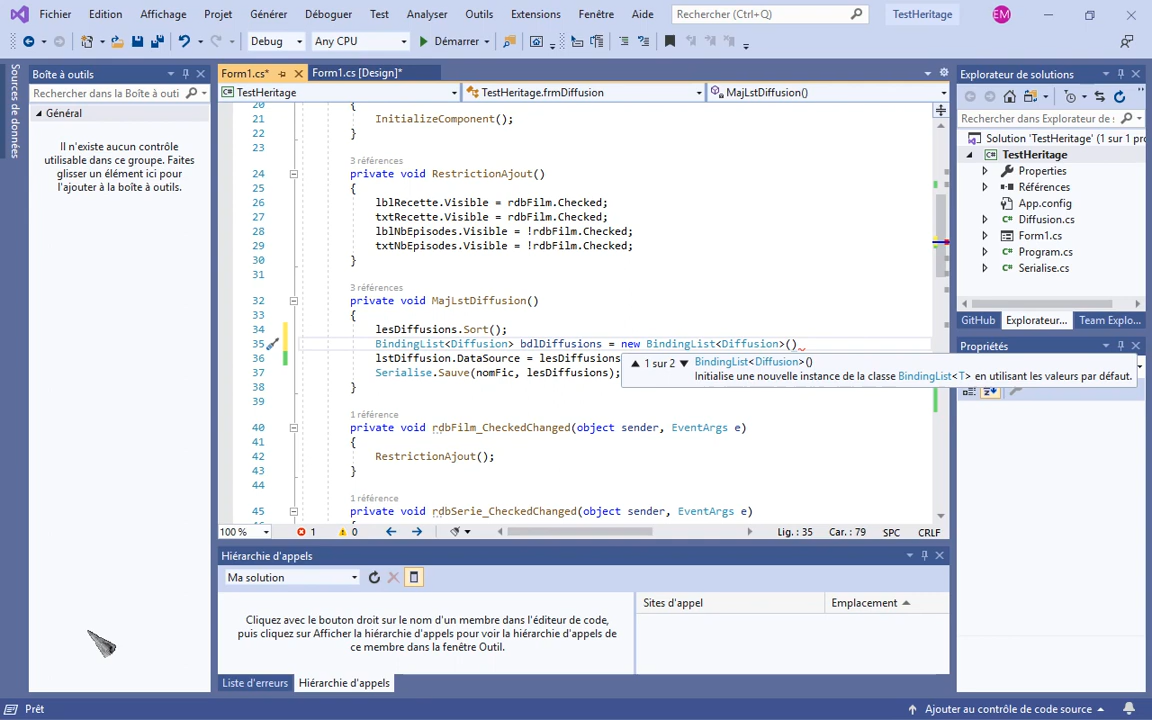 Fichier Edition Affichage Projet Générer Déboguer Test Analyser Outils Extensions Fenêtre Aide Rechercher (Ctrl+Q) TestHeritage EM
Debug Any CPU Démarrer
Sources de données
Boîte à outils
Rechercher dans la Boîte à outi
Général
Il n'existe aucun contrôle
utilisable dans ce groupe. Faites
glisser un élément ici pour
l'ajouter à la boîte à outils.
Form1.cs* Form1.cs [Design]*
TestHeritage TestHeritage.frmDiffusion MajLstDiffusion()
20 {
21 InitializeComponent();
22 }
23
3 références
24 private void RestrictionAjout()
25 {
26 lblRecette.Visible = rdbFilm.Checked;
27 txtRecette.Visible = rdbFilm.Checked;
28 lblNbEpisodes.Visible = !rdbFilm.Checked;
29 txtNbEpisodes.Visible = !rdbFilm.Checked;
30 }
31
3 références
32 private void MajLstDiffusion()
33 {
34 lesDiffusions.Sort();
35 BindingList<Diffusion> bdlDiffusions = new BindingList<Diffusion>()
36 lstDiffusion.DataSource = lesDiffusions
37 Serialise.Sauve(nomFic, lesDiffusions);
38 }
39
1 sur 2 BindingList<Diffusion>()
Initialise une nouvelle instance de la classe BindingList<T> en utilisant les valeurs par défaut.
1 référence
40 private void rdbFilm_CheckedChanged(object sender, EventArgs e)
41 {
42 RestrictionAjout();
43 }
44
1 référence
45 private void rdbSerie_CheckedChanged(object sender, EventArgs e)
100 % 1 0 Lig. : 35 Car. : 79 SPC CRLF
Hiérarchie d'appels
Ma solution
Cliquez avec le bouton droit sur le nom d'un membre dans l'éditeur de code,
puis cliquez sur Afficher la hiérarchie d'appels pour voir la hiérarchie d'appels de
ce membre dans la fenêtre Outil.
Sites d'appel Emplacement
Liste d'erreurs Hiérarchie d'appels
Explorateur de solutions
Rechercher dans Explorateur de s
Solution 'TestHeritage' (1 sur 1 pro
TestHeritage
Properties
Références
App.config
Diffusion.cs
Form1.cs
Program.cs
Serialise.cs
GitHub Explorateur... Team Explo...
Propriétés
Prêt Ajouter au contrôle de code source